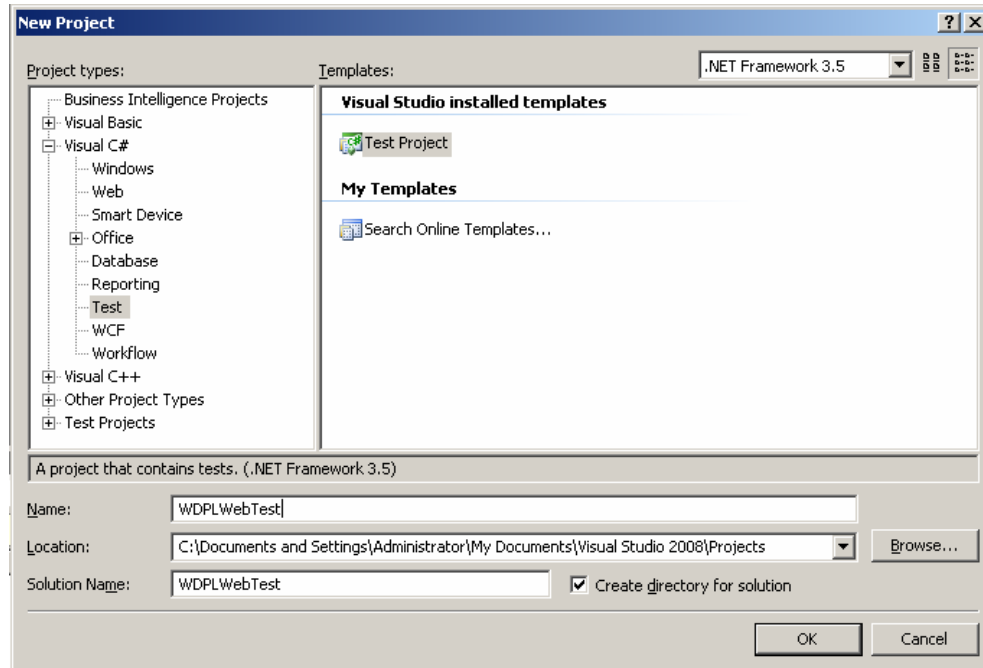 New Project
Project types:
Templates:
.NET Framework 3.5
Business Intelligence Projects
Visual Basic
Visual C#
Windows
Web
Smart Device
Office
Database
Reporting
Test
WCF
Workflow
Visual C++
Other Project Types
Test Projects
Visual Studio installed templates
Test Project
My Templates
Search Online Templates...
A project that contains tests. (.NET Framework 3.5)
Name:
WDPLWebTest
Location:
C:\Documents and Settings\Administrator\My Documents\Visual Studio 2008\Projects
Browse...
Solution Name:
WDPLWebTest
Create directory for solution
OK
Cancel